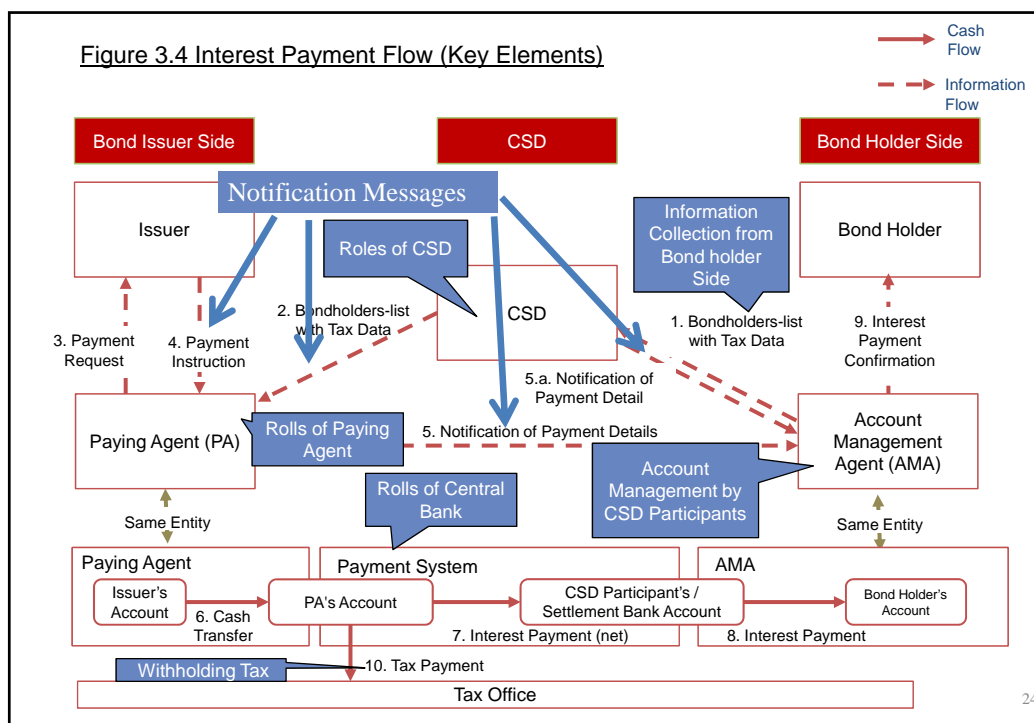 Figure 3.4 Interest Payment Flow (Key Elements)
Cash
Flow
Information
Flow
Bond Issuer Side
CSD
Bond Holder Side
Notification Messages
Issuer
Roles of CSD
Information
Collection from
Bond holder
Side
Bond Holder
CSD
2. Bondholders-list
with Tax Data
1. Bondholders-list
with Tax Data
3. Payment
Request
4. Payment
Instruction
9. Interest
Payment
Confirmation
5.a. Notification of
Payment Detail
Paying Agent (PA)
Rolls of Paying
Agent
5. Notification of Payment Details
Account
Management
Agent (AMA)
Rolls of Central
Bank
Account
Management by
CSD Participants
Same Entity
Same Entity
Paying Agent
Payment System
AMA
Issuer's
Account
PA's Account
CSD Participant's /
Settlement Bank Account
Bond Holder's
Account
6. Cash
Transfer
7. Interest Payment (net)
8. Interest Payment
Withholding Tax
10. Tax Payment
Tax Office
24